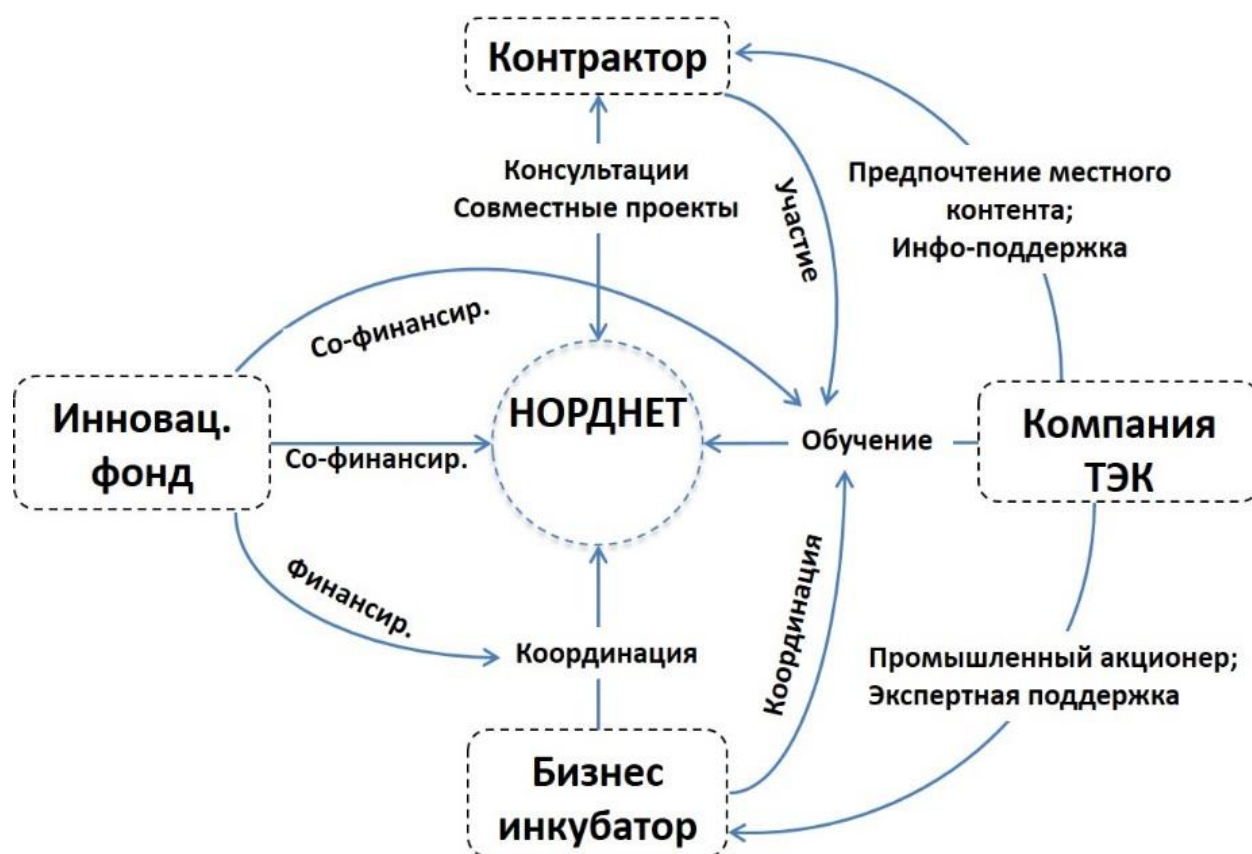 Контрактор
Консультации
Совместные проекты
Участие
Предпочтение местного
контента;
Инфо-поддержка
Со-финансир.
Инновац.
фонд
Со-финансир.
НОРДНЕТ
Обучение
Компания
ТЭК
Финансир.
Координация
Координация
Промышленный акционер;
Экспертная поддержка
Бизнес
инкубатор